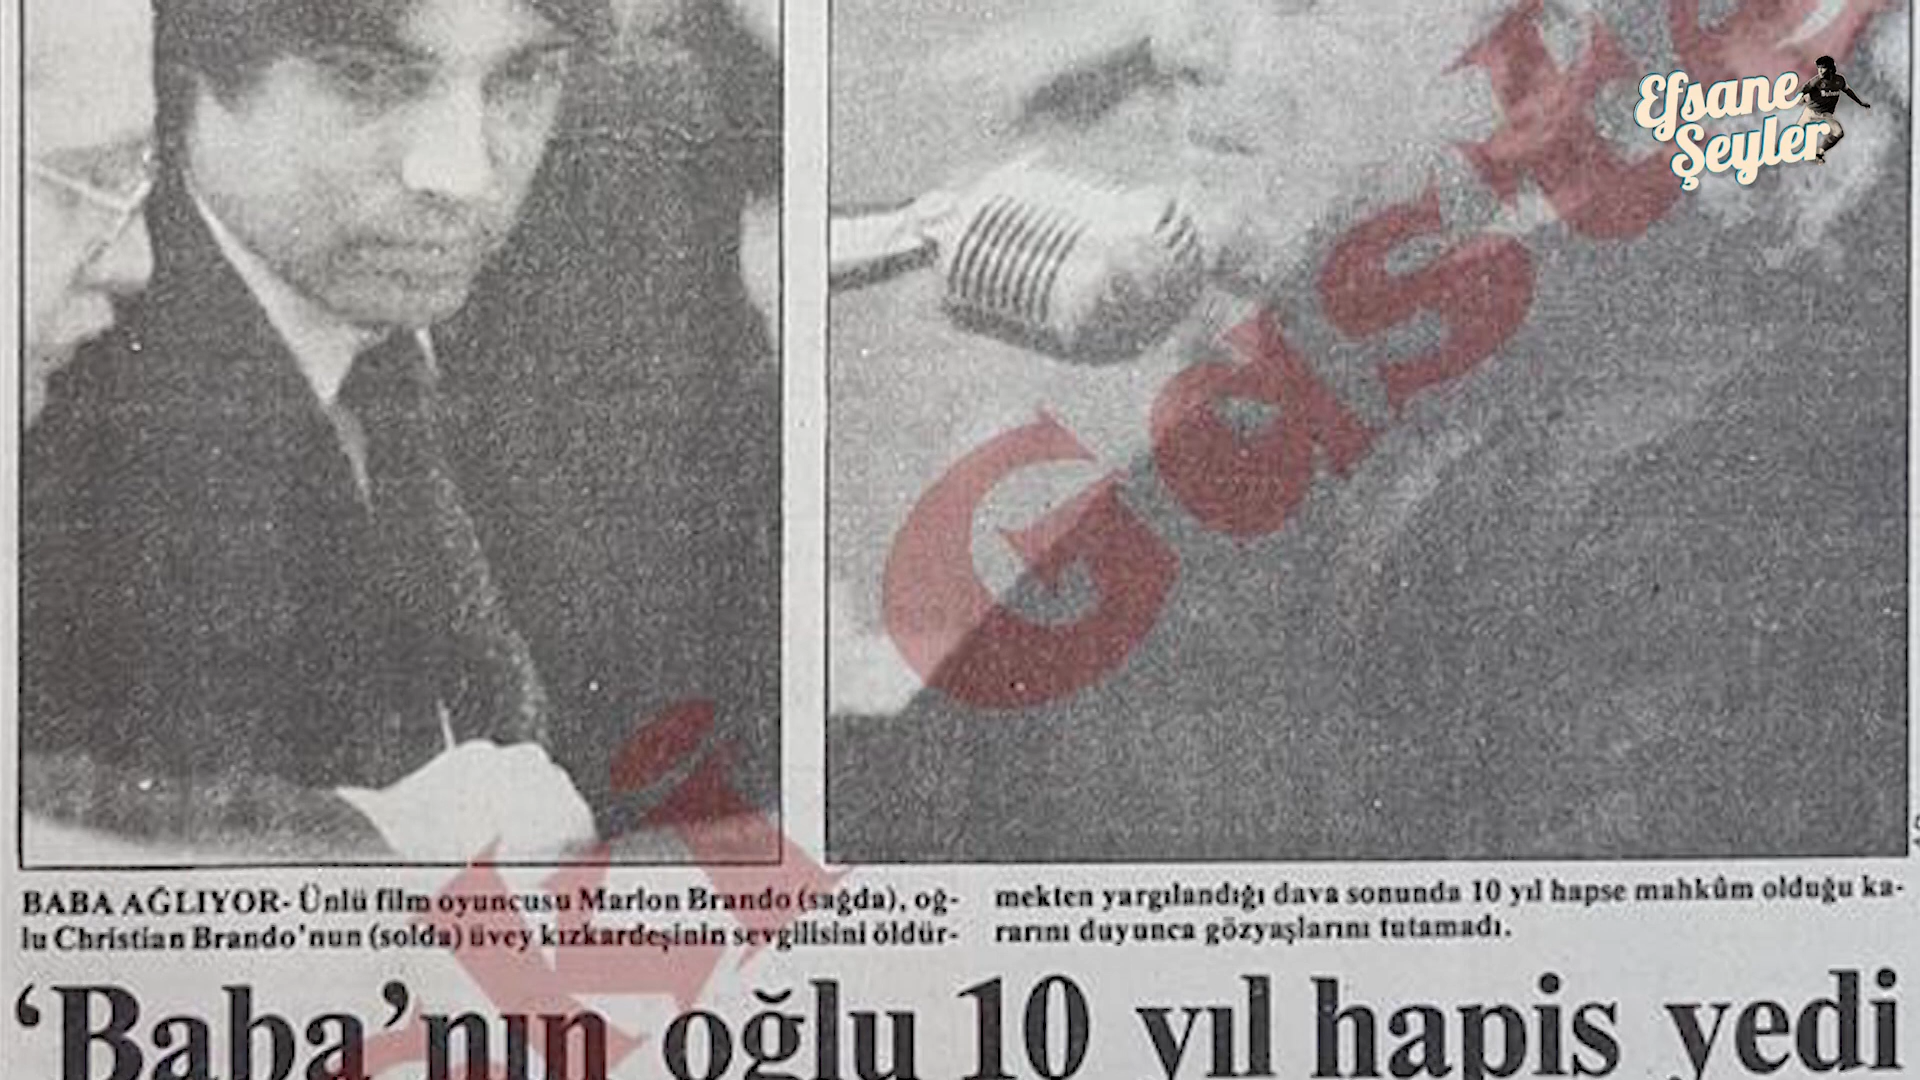 Efsane
Şeyler
BABA AĞLIYOR- Ünlü film oyuncusu Marlon Brando (sağda), oğ-
lu Christian Brando'nun (solda) üvey kızkardeşinin sevgilisini öldür-
mekten yargılandığı dava sonunda 10 yıl hapse mahkûm olduğu ka-
rarını duyunca gözyaşlarını tutamadı.
'Baba'nın oğlu 10 yıl hapis yedi